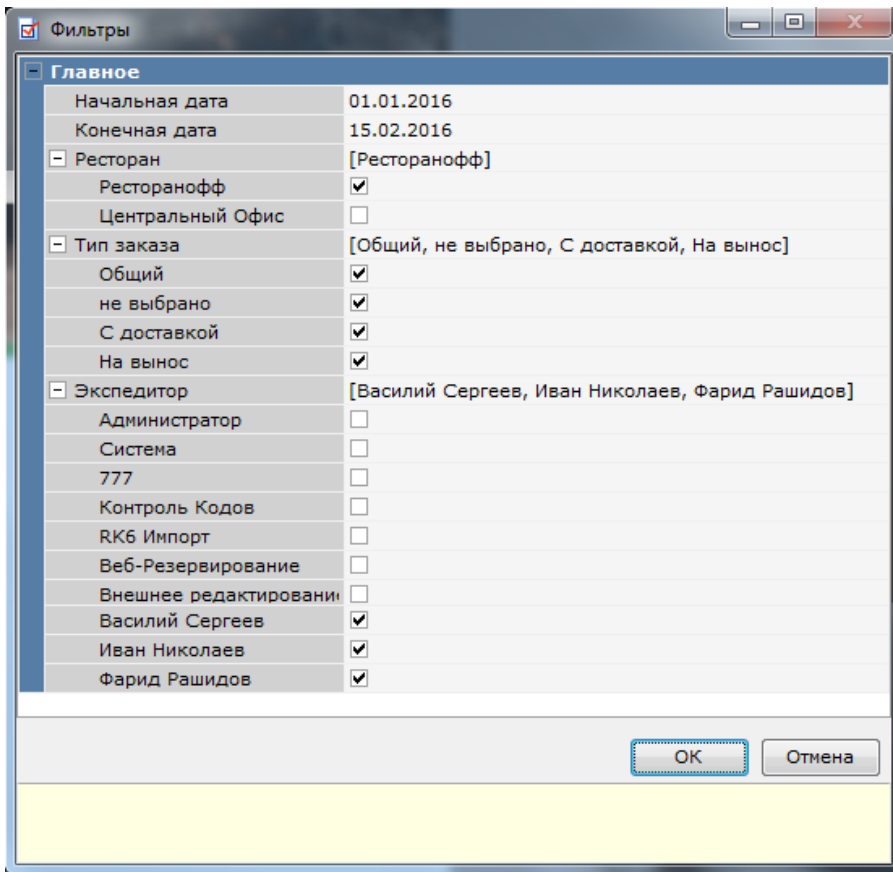 Фильтры
Главное
Начальная дата 01.01.2016
Конечная дата 15.02.2016
Ресторан [Ресторанофф]
Ресторанофф
Центральный Офис
Тип заказа [Общий, не выбрано, С доставкой, На вынос]
Общий
не выбрано
С доставкой
На вынос
Экспедитор [Василий Сергеев, Иван Николаев, Фарид Рашидов]
Администратор
Система
777
Контроль Кодов
RK6 Импорт
Веб-Резервирование
Внешнее редактировани
Василий Сергеев
Иван Николаев
Фарид Рашидов
OK Отмена